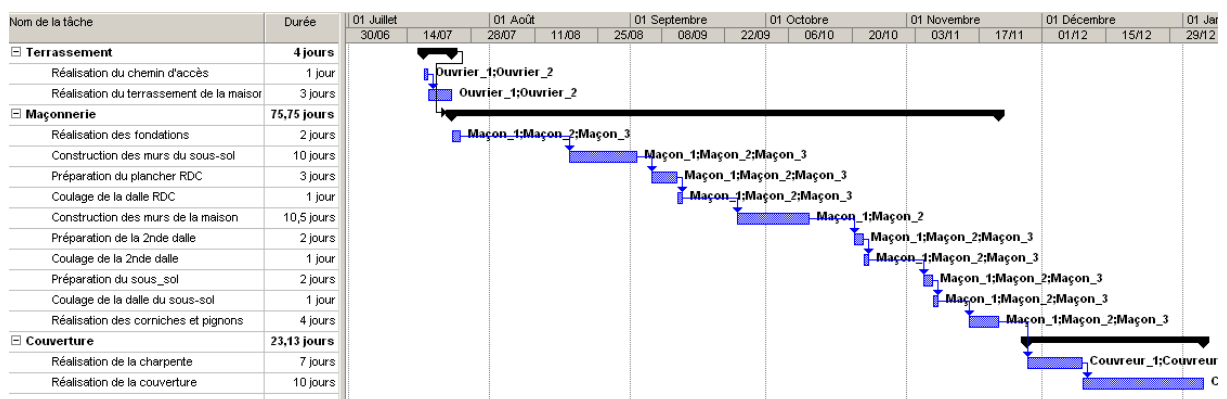 Nom de la tâche Durée 01 Juillet 01 Août 01 Septembre 01 Octobre 01 Novembre 01 Décembre 01 Jan
30/06 14/07 28/07 11/08 25/08 08/09 22/09 06/10 20/10 03/11 17/11 01/12 15/12 29/12
Terrassement 4 jours
Réalisation du chemin d'accès 1 jour Ouvrier_1;Ouvrier_2
Réalisation du terrassement de la maison 3 jours Ouvrier_1;Ouvrier_2
Maçonnerie 75,75 jours
Réalisation des fondations 2 jours Maçon_1;Maçon_2;Maçon_3
Construction des murs du sous-sol 10 jours Maçon_1;Maçon_2;Maçon_3
Préparation du plancher RDC 3 jours Maçon_1;Maçon_2;Maçon_3
Coulage de la dalle RDC 1 jour Maçon_1;Maçon_2;Maçon_3
Construction des murs de la maison 10,5 jours Maçon_1;Maçon_2
Préparation de la 2nde dalle 2 jours Maçon_1;Maçon_2;Maçon_3
Coulage de la 2nde dalle 1 jour Maçon_1;Maçon_2;Maçon_3
Préparation du sous_sol 2 jours Maçon_1;Maçon_2;Maçon_3
Coulage de la dalle du sous-sol 1 jour Maçon_1;Maçon_2;Maçon_3
Réalisation des corniches et pignons 4 jours Maçon_1;Maçon_2;Maçon_3
Couverture 23,13 jours
Réalisation de la charpente 7 jours Couvreur_1;Couvreur
Réalisation de la couverture 10 jours C